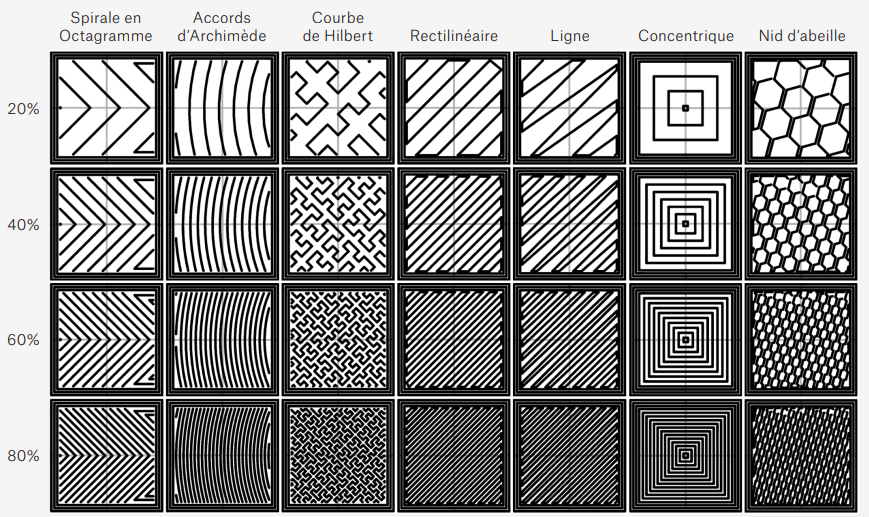 Spirale en
Octagramme
Accords
d'Archimède
Courbe
de Hilbert
Rectilinéaire
Ligne
Concentrique
Nid d'abeille
20%
40%
60%
80%